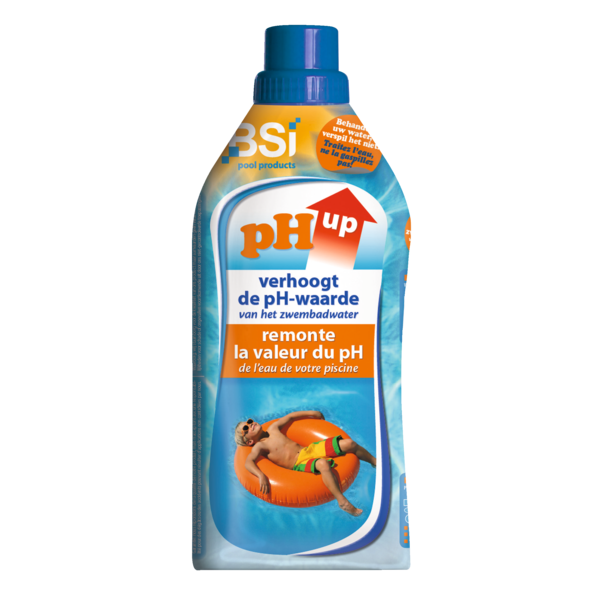 BSi
pool products
Behandel
uw water,
verspil het niet!
Traitez l'eau,
ne la gaspillez
pas!
pH up
verhoogt
de pH-waarde
van het zwembadwater
remonte
la valeur du pH
de l'eau de votre piscine